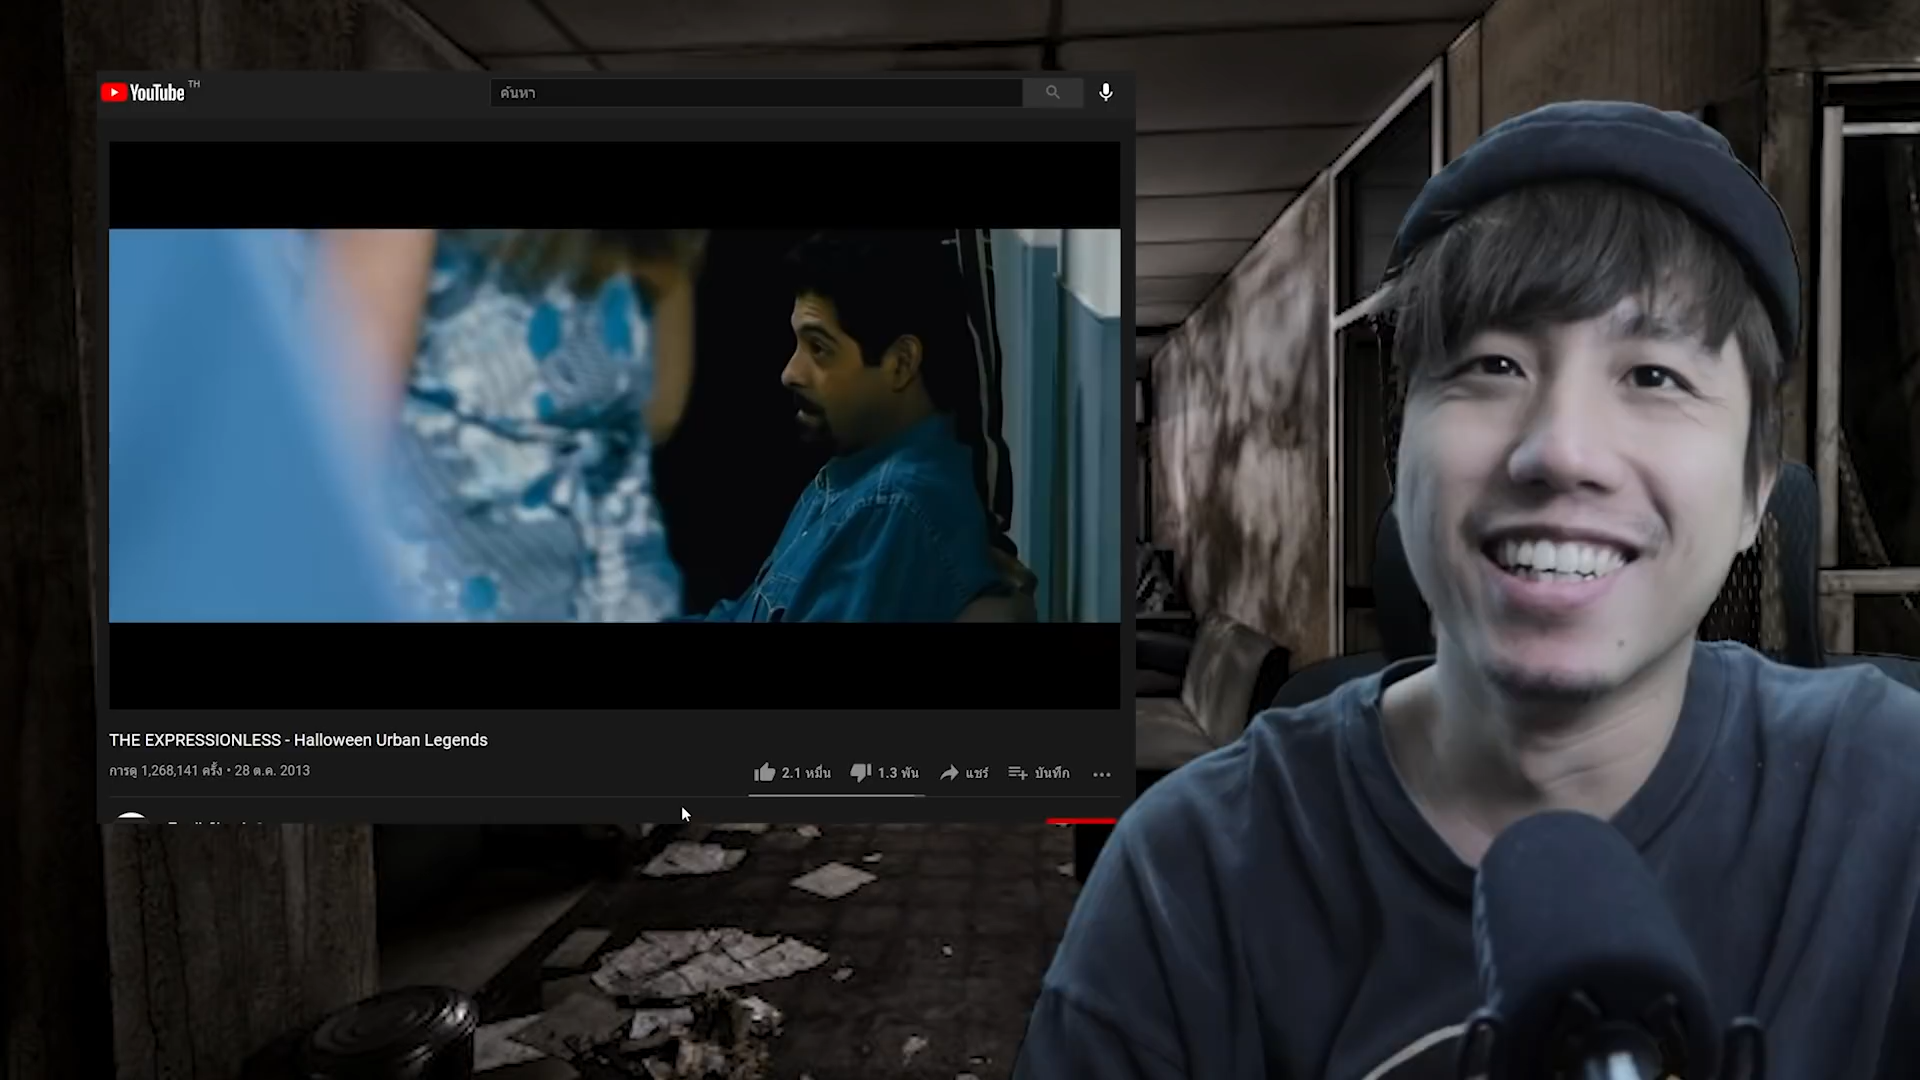 YouTube TH
ค้นหา
THE EXPRESSIONLESS - Halloween Urban Legends
การดู 1,268,141 ครั้ง • 28 ต.ค. 2013
2.1 หมื่น
1.3 พัน
แชร์
บันทึก